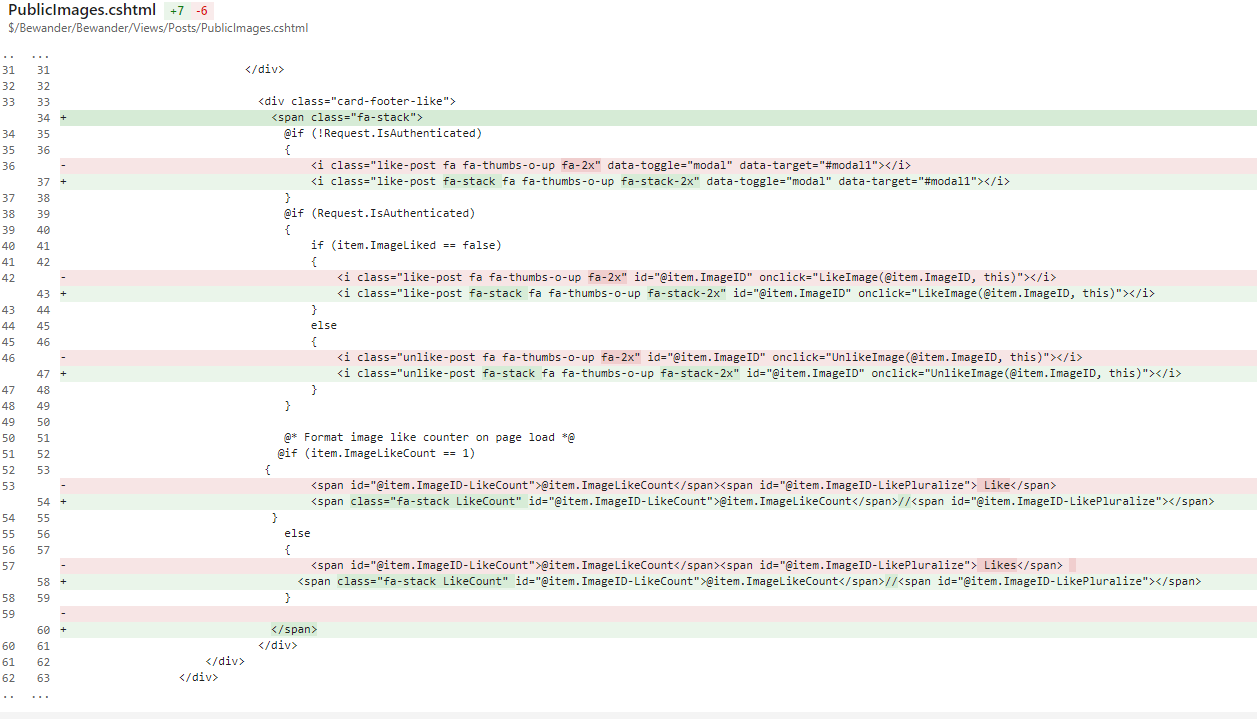 PublicImages.cshtml +7 -6
$/Bewander/Bewander/Views/Posts/PublicImages.cshtml
.. ...
31 31 </div>
32 32
33 33 <div class="card-footer-like">
34 + <span class="fa-stack">
34 35 @if (!Request.IsAuthenticated)
35 36 {
36 - <i class="like-post fa fa-thumbs-o-up fa-2x" data-toggle="modal" data-target="#modal1"></i>
37 + <i class="like-post fa-stack fa fa-thumbs-o-up fa-stack-2x" data-toggle="modal" data-target="#modal1"></i>
37 38 }
38 39 @if (Request.IsAuthenticated)
39 40 {
40 41 if (item.ImageLiked == false)
41 42 {
42 - <i class="like-post fa fa-thumbs-o-up fa-2x" id="@item.ImageID" onclick="LikeImage(@item.ImageID, this)"></i>
43 + <i class="like-post fa-stack fa fa-thumbs-o-up fa-stack-2x" id="@item.ImageID" onclick="LikeImage(@item.ImageID, this)"></i>
43 44 }
44 45 else
45 46 {
46 - <i class="unlike-post fa fa-thumbs-o-up fa-2x" id="@item.ImageID" onclick="UnlikeImage(@item.ImageID, this)"></i>
47 + <i class="unlike-post fa-stack fa fa-thumbs-o-up fa-stack-2x" id="@item.ImageID" onclick="UnlikeImage(@item.ImageID, this)"></i>
47 48 }
48 49 }
49 50
50 51 @* Format image like counter on page load *@
51 52 @if (item.ImageLikeCount == 1)
52 53 {
53 - <span id="@item.ImageID-LikeCount">@item.ImageLikeCount</span><span id="@item.ImageID-LikePluralize"> Like</span>
54 + <span class="fa-stack LikeCount" id="@item.ImageID-LikeCount">@item.ImageLikeCount</span>//<span id="@item.ImageID-LikePluralize"></span>
54 55 }
55 56 else
56 57 {
57 - <span id="@item.ImageID-LikeCount">@item.ImageLikeCount</span><span id="@item.ImageID-LikePluralize"> Likes</span>
58 + <span class="fa-stack LikeCount" id="@item.ImageID-LikeCount">@item.ImageLikeCount</span>//<span id="@item.ImageID-LikePluralize"></span>
58 59 }
59 -
60 + </span>
60 61 </div>
61 62 </div>
62 63 </div>
.. ...